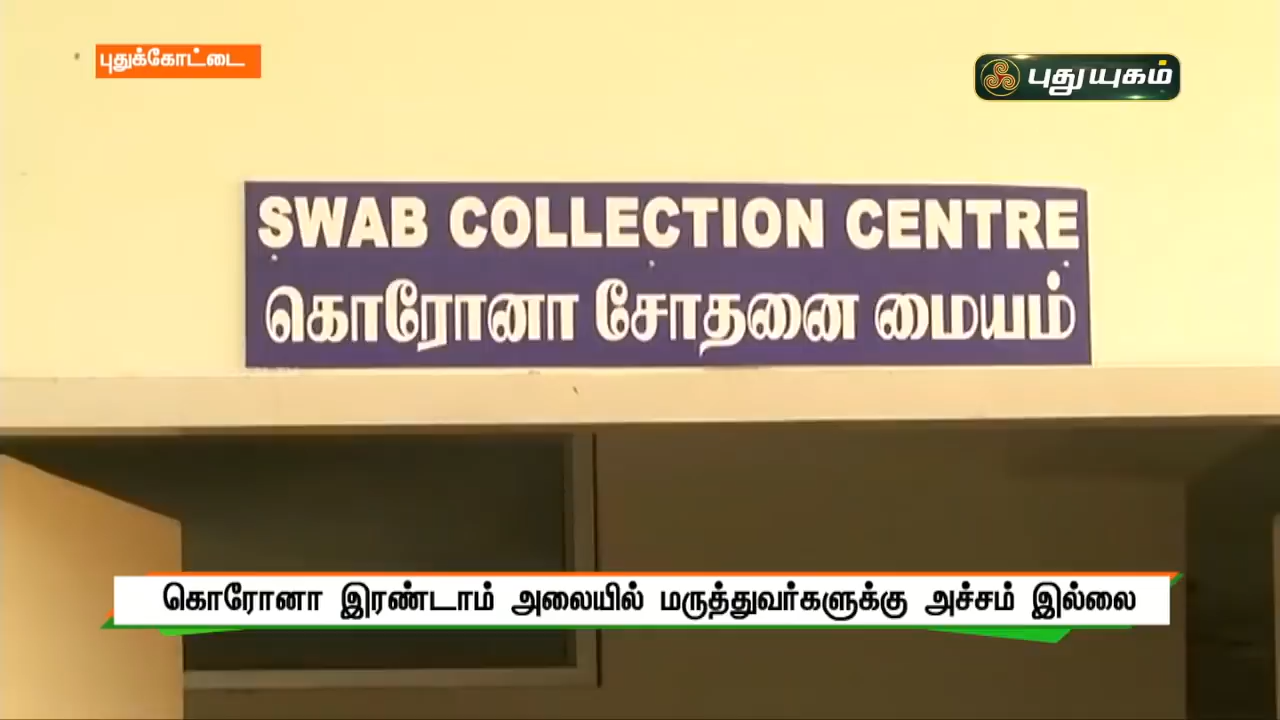 புதுக்கோட்டை
புதுயுகம்
SWAB COLLECTION CENTRE
கொரோனா சோதனை மையம்
கொரோனா இரண்டாம் அலையில் மருத்துவர்களுக்கு அச்சம் இல்லை